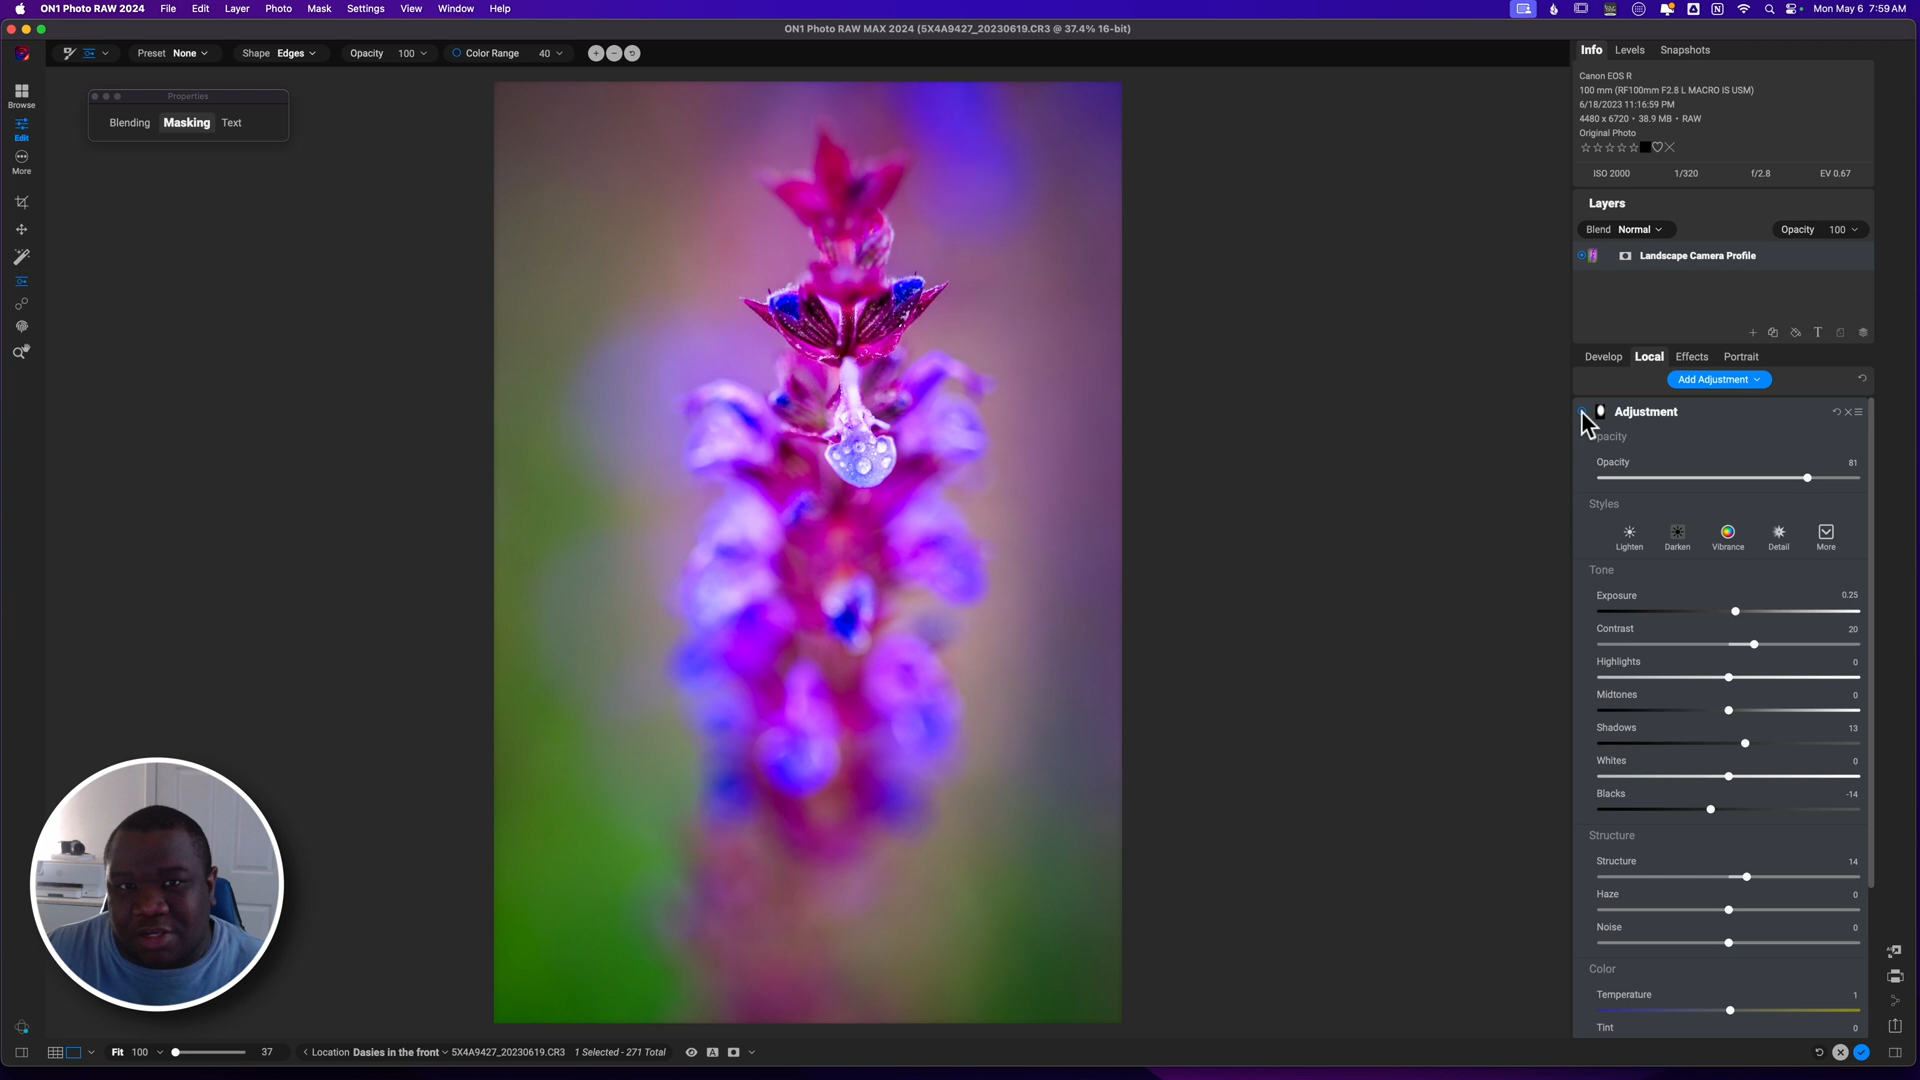 ON1 Photo RAW 2024 File Edit Layer Photo Mask Settings View Window Help Mon May 6 7:59 AM
ON1 Photo RAW MAX 2024 (5X4A9427_20230619.CR3 @ 37.4% 16-bit)
Preset None Shape Edges Opacity 100 Color Range 40
Info Levels Snapshots
Canon EOS R
100 mm (RF100mm F2.8 L MACRO IS USM)
6/18/2023 11:16:59 PM
4480 x 6720 • 38.9 MB • RAW
Original Photo
ISO 2000 1/320 f/2.8 EV 0.67
Browse
Edit
More
Properties
Blending Masking Text
Layers
Blend Normal Opacity 100
Landscape Camera Profile
Develop Local Effects Portrait
Add Adjustment
Adjustment
pacity
Opacity 81
Styles
Lighten Darken Vibrance Detail More
Tone
Exposure 0.25
Contrast 20
Highlights 0
Midtones 0
Shadows 13
Whites 0
Blacks -14
Structure
Structure 14
Haze 0
Noise 0
Color
Temperature 1
Tint 0
Fit 100 37 Location Dasies in the front 5X4A9427_20230619.CR3 1 Selected - 271 Total